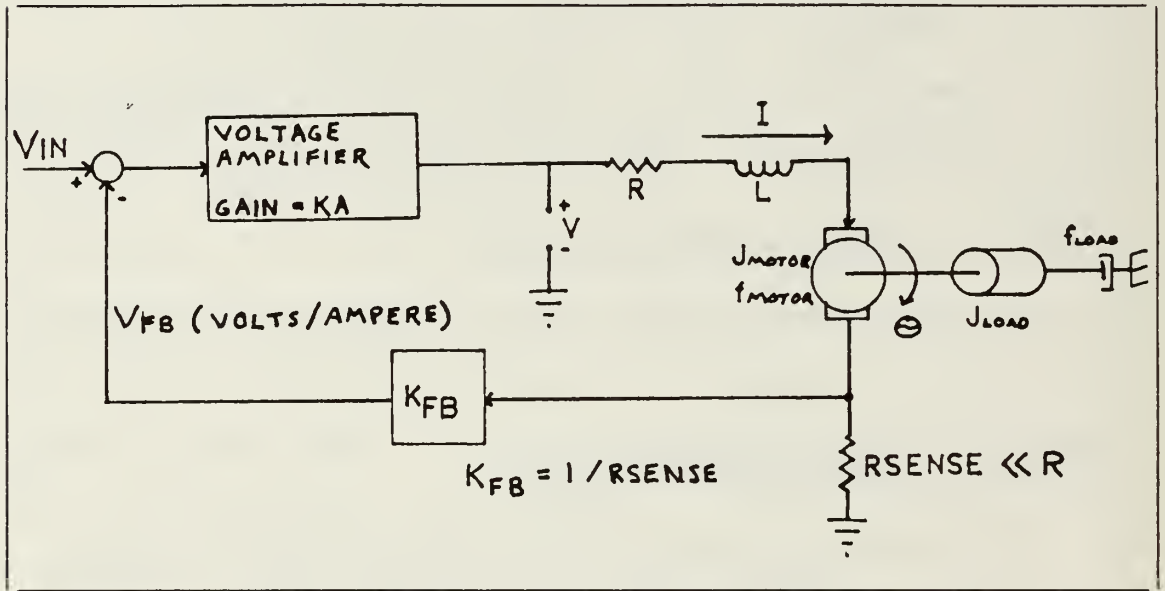 VIN
+
-
VOLTAGE
AMPLIFIER
GAIN = KA
I
R
L
+
V
-
JMOTOR
fMOTOR
Θ
JLOAD
fLOAD
VFB (VOLTS/AMPERE)
KFB
KFB = 1/RSENSE
RSENSE << R